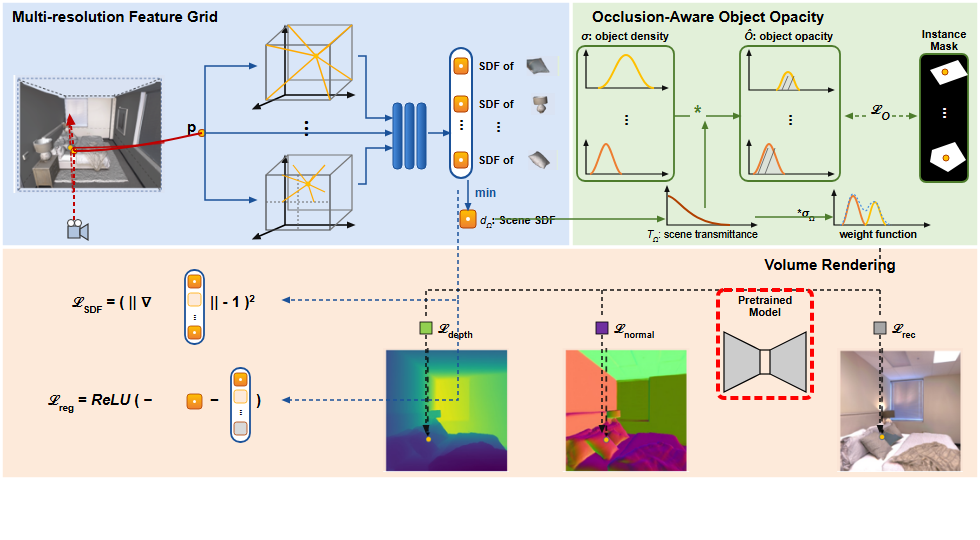 Multi-resolution Feature Grid
p
SDF of
SDF of
SDF of
min
dΩ: Scene SDF
Occlusion-Aware Object Opacity
σ: object density
Ô: object opacity
Instance
Mask
*
ℒO
TΩ: scene transmittance
*σΩ
weight function
Volume Rendering
ℒSDF = ( || ∇ || - 1 )²
ℒreg = ReLU ( − − )
ℒdepth
ℒnormal
Pretrained
Model
ℒrec